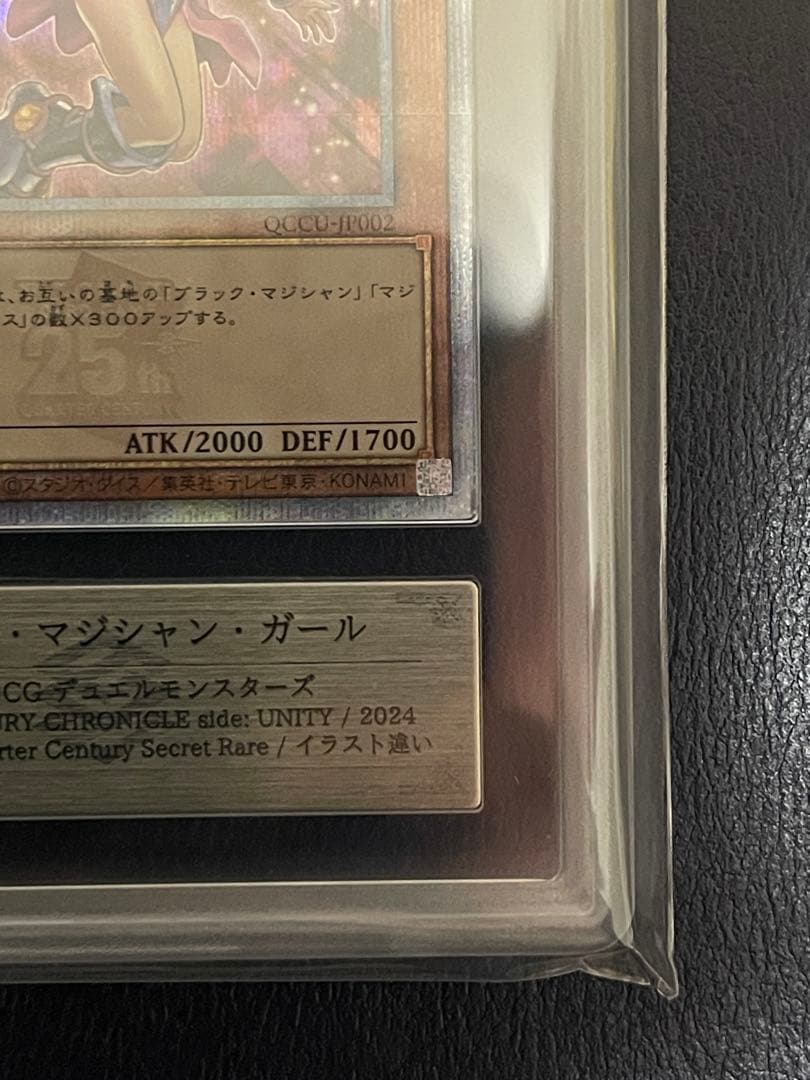 QCCU-JP002
は、お互いの墓地の「ブラック・マジシャン」「マジ
ス」の数×300アップする。
25th
QUARTER CENTURY
ATK/2000 DEF/1700
©スタジオ・ダイス/集英社・テレビ東京・KONAMI
・マジシャン・ガール
CG デュエルモンスターズ
URY CHRONICLE side: UNITY / 2024
rter Century Secret Rare / イラスト違い